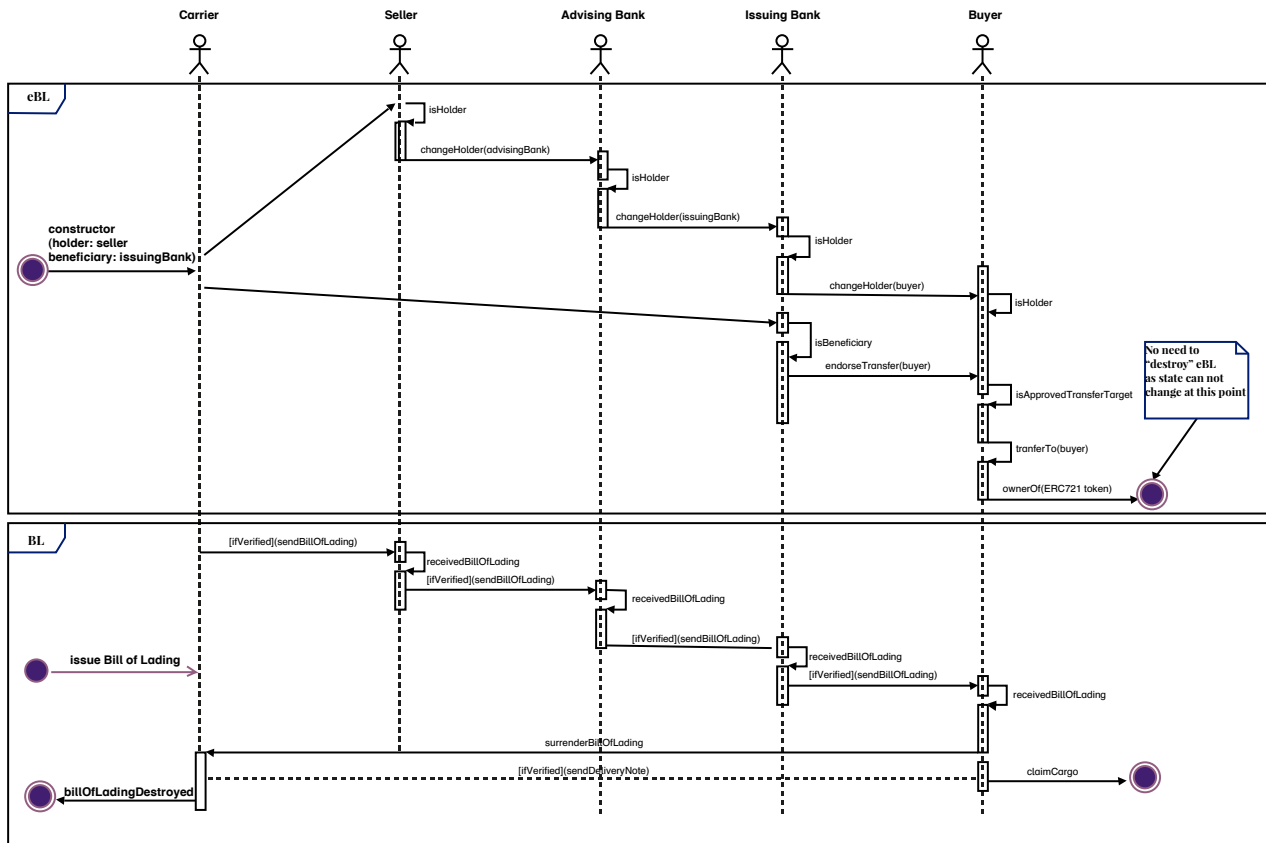 Carrier
Seller
Advising Bank
Issuing Bank
Buyer
eBL
isHolder
changeHolder(advisingBank)
isHolder
changeHolder(issuingBank)
constructor
(holder: seller
beneficiary: issuingBank)
isHolder
changeHolder(buyer)
isHolder
isBeneficiary
endorseTransfer(buyer)
No need to
“destroy” eBL
as state can not
change at this point
isApprovedTransferTarget
tranferTo(buyer)
ownerOf(ERC721 token)
BL
[ifVerified](sendBillOfLading)
receivedBillOfLading
[ifVerified](sendBillOfLading)
receivedBillOfLading
[ifVerified](sendBillOfLading)
issue Bill of Lading
receivedBillOfLading
[ifVerified](sendBillOfLading)
receivedBillOfLading
surrenderBillOfLading
[ifVerified](sendDeliveryNote)
claimCargo
billOfLadingDestroyed